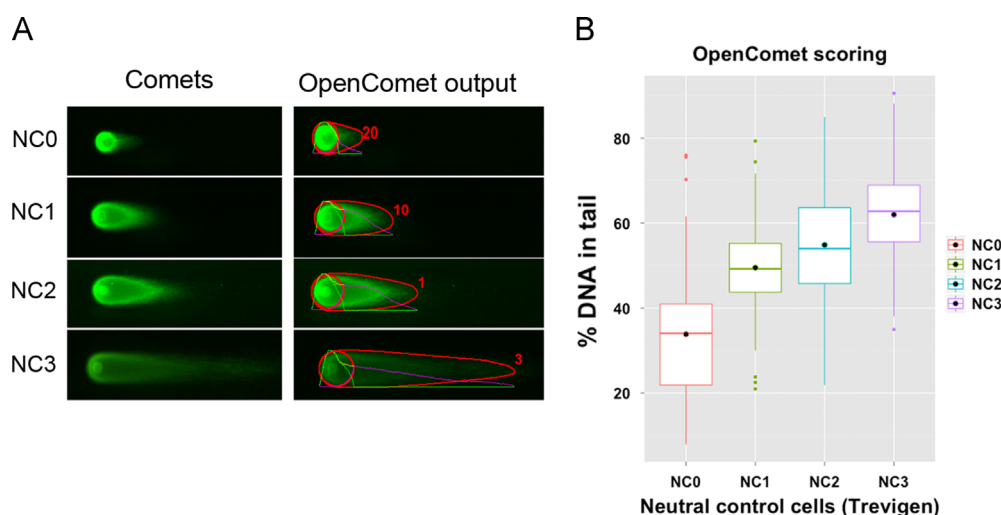 A
Comets
OpenComet output
NC0
20
NC1
10
NC2
1
NC3
3
B
OpenComet scoring
% DNA in tail
80
60
40
20
NC0 NC1 NC2 NC3
Neutral control cells (Trevigen)
NC0
NC1
NC2
NC3